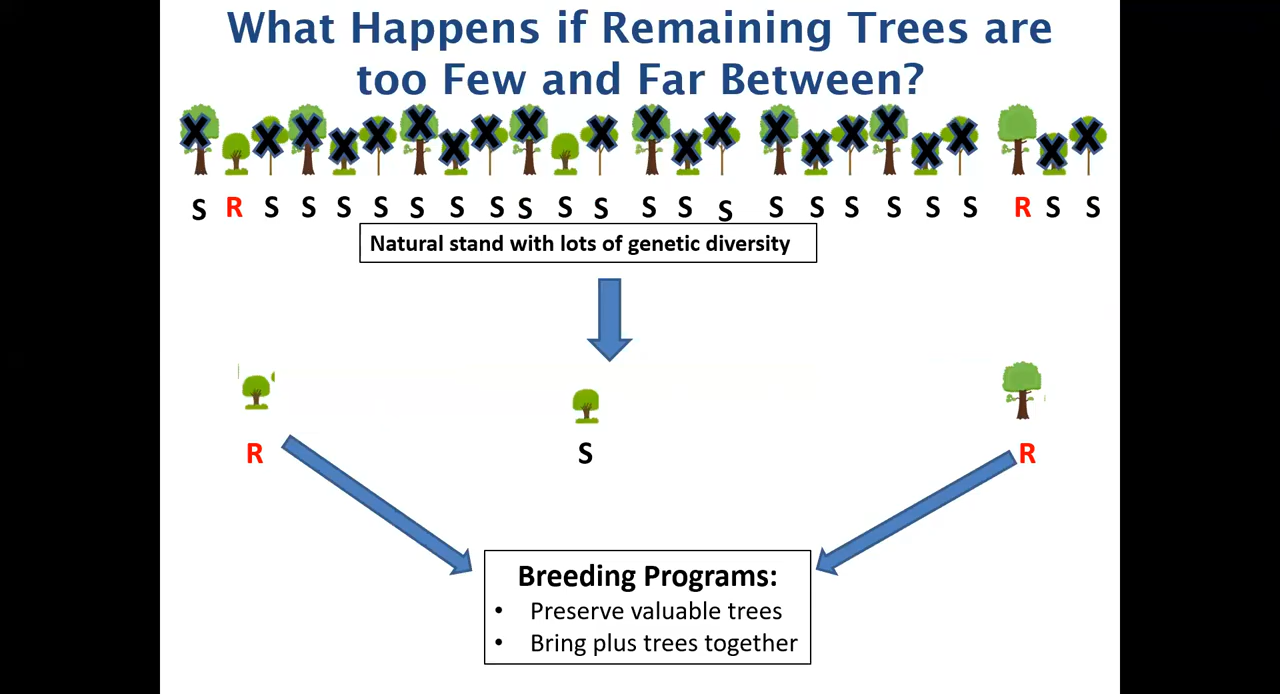 What Happens if Remaining Trees are
too Few and Far Between?
S R S S S S S S S S S S S S S S S S S S S R S S
Natural stand with lots of genetic diversity
R S R
Breeding Programs:
• Preserve valuable trees
• Bring plus trees together